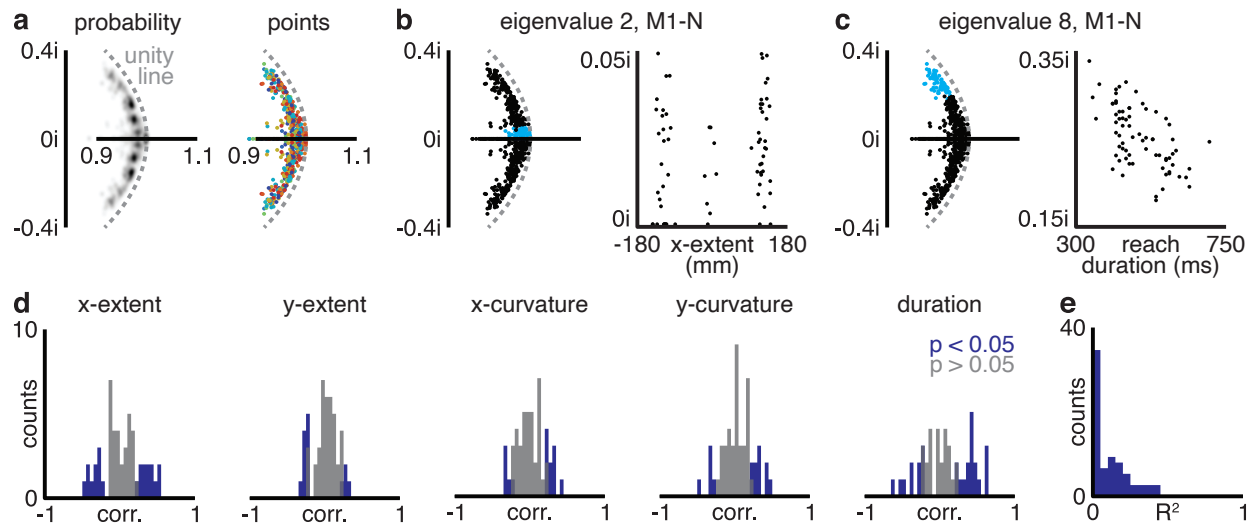 a
probability
points
b
eigenvalue 2, M1-N
c
eigenvalue 8, M1-N
0.4i
unity
line
0i
0.9
1.1
0.9
1.1
-0.4i
0.4i
0i
-0.4i
0.05i
0i
-180
x-extent
180
(mm)
0.4i
0i
-0.4i
0.35i
0.15i
300
reach
750
duration (ms)
d
x-extent
y-extent
x-curvature
y-curvature
duration
e
10
counts
0
-1
corr.
1
-1
corr.
1
-1
corr.
1
-1
corr.
1
p < 0.05
p > 0.05
-1
corr.
1
40
counts
0
0
R²
1